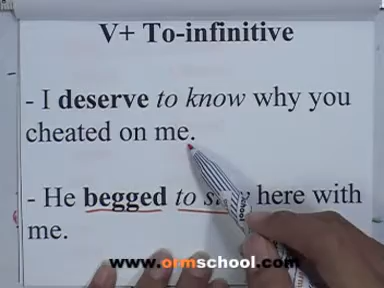 V+ To-infinitive
- I deserve to know why you
cheated on me.
- He begged to here with
me.
www.ormschool.com